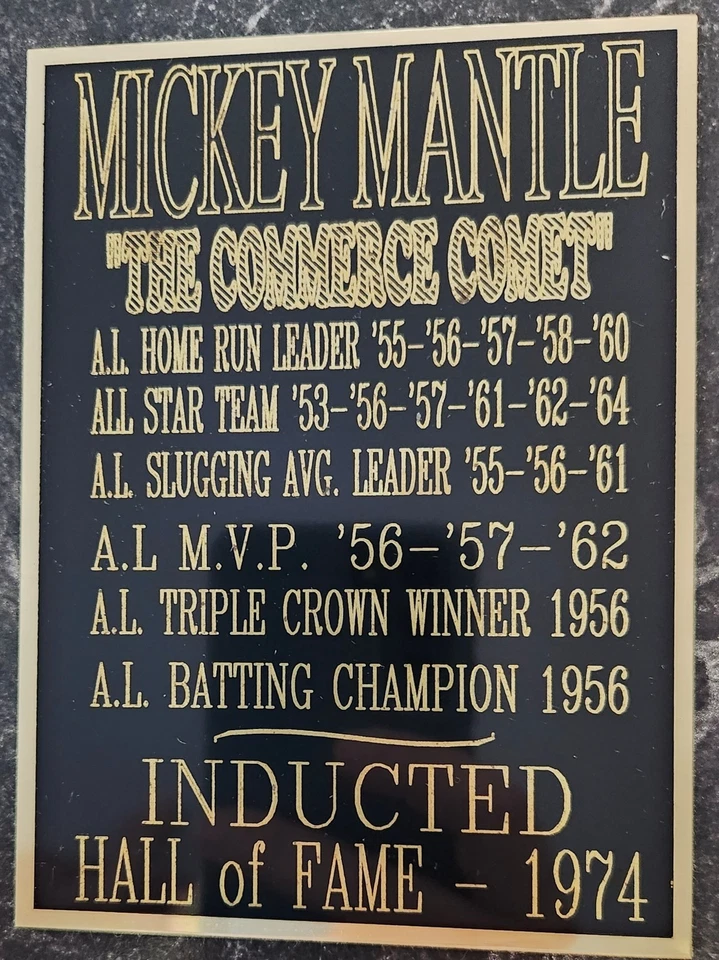 MICKEY MANTLE
"THE COMMERCE COMET"
A.L. HOME RUN LEADER '55-'56-'57-'58-'60
ALL STAR TEAM '53-'56-'57-'61-'62-'64
A.L. SLUGGING AVG. LEADER '55-'56-'61
A.L M.V.P. '56-'57-'62
A.L. TRIPLE CROWN WINNER 1956
A.L. BATTING CHAMPION 1956
INDUCTED
HALL of FAME - 1974